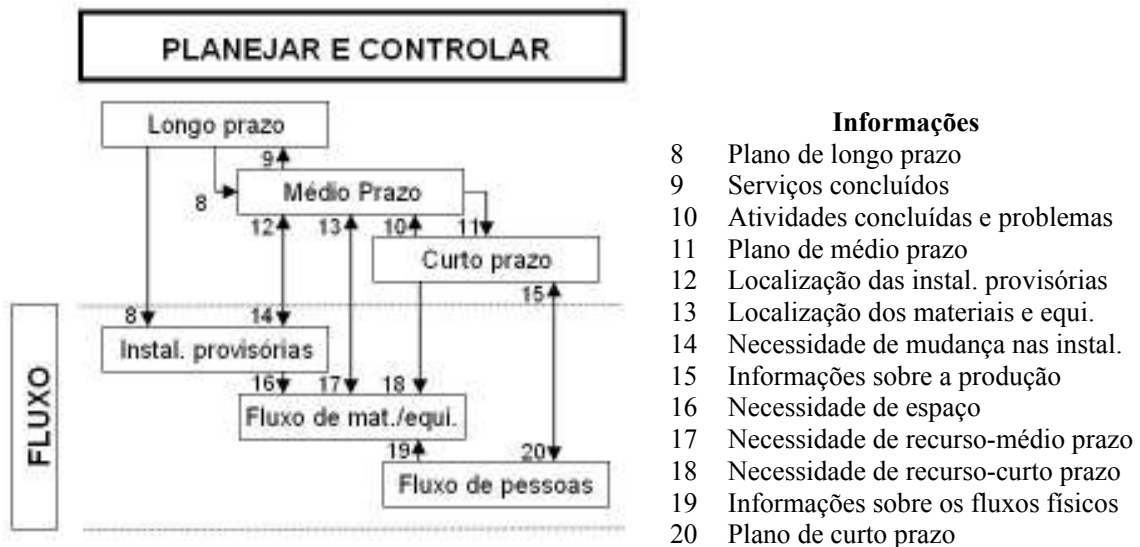 PLANEJAR E CONTROLAR
Longo prazo
9
8
Médio Prazo
12
13
10
11
Curto prazo
15
FLUXO
8
14
Instal. provisórias
16
17
18
Fluxo de mat./equi.
19
20
Fluxo de pessoas
Informações
8 Plano de longo prazo
9 Serviços concluídos
10 Atividades concluídas e problemas
11 Plano de médio prazo
12 Localização das instal. provisórias
13 Localização dos materiais e equi.
14 Necessidade de mudança nas instal.
15 Informações sobre a produção
16 Necessidade de espaço
17 Necessidade de recurso-médio prazo
18 Necessidade de recurso-curto prazo
19 Informações sobre os fluxos físicos
20 Plano de curto prazo